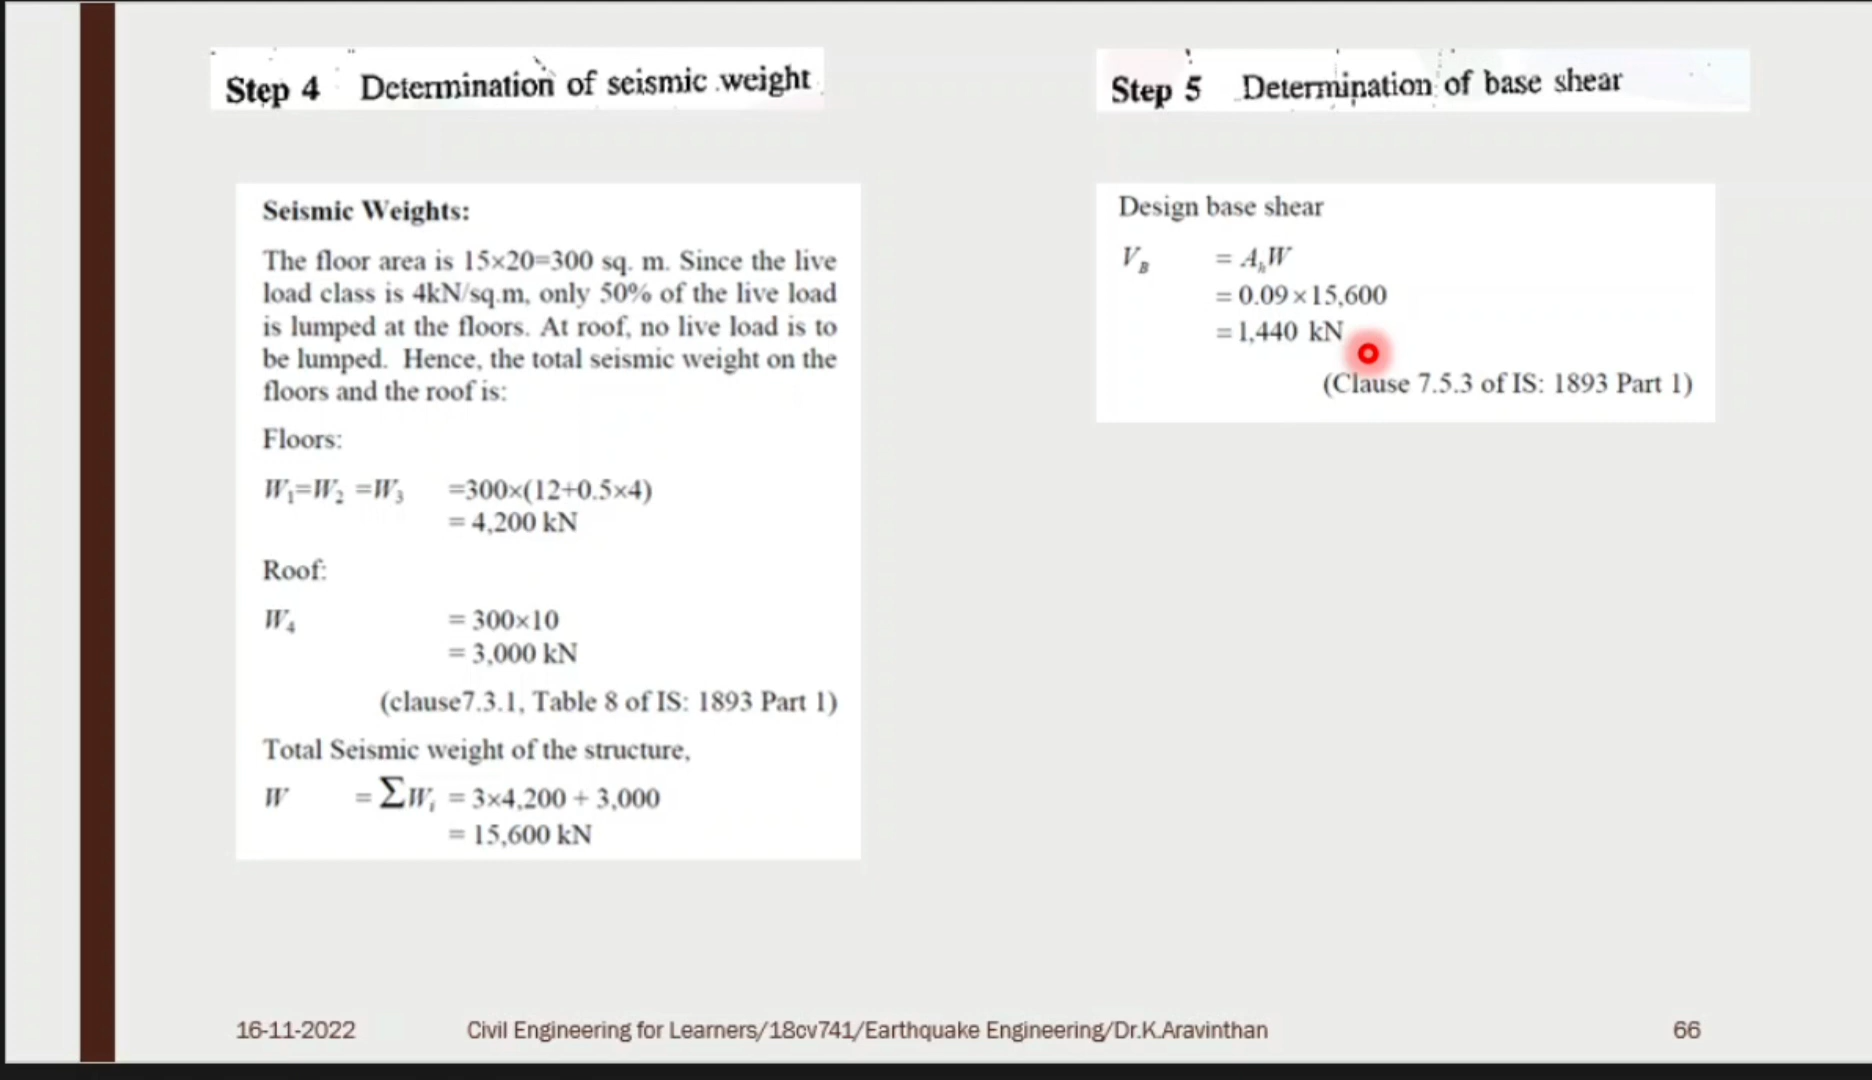 Step 4 Determination of seismic weight
Seismic Weights:
The floor area is 15×20=300 sq. m. Since the live
load class is 4kN/sq.m, only 50% of the live load
is lumped at the floors. At roof, no live load is to
be lumped. Hence, the total seismic weight on the
floors and the roof is:
Floors:
W₁=W₂ =W₃ =300×(12+0.5×4)
= 4,200 kN
Roof:
W₄ = 300×10
= 3,000 kN
(clause7.3.1, Table 8 of IS: 1893 Part 1)
Total Seismic weight of the structure,
W = ∑Wᵢ = 3×4,200 + 3,000
= 15,600 kN
Step 5 Determination of base shear
Design base shear
V_B = AₕW
= 0.09×15,600
= 1,440 kN
(Clause 7.5.3 of IS: 1893 Part 1)
16-11-2022 Civil Engineering for Learners/18cv741/Earthquake Engineering/Dr.K.Aravinthan 66